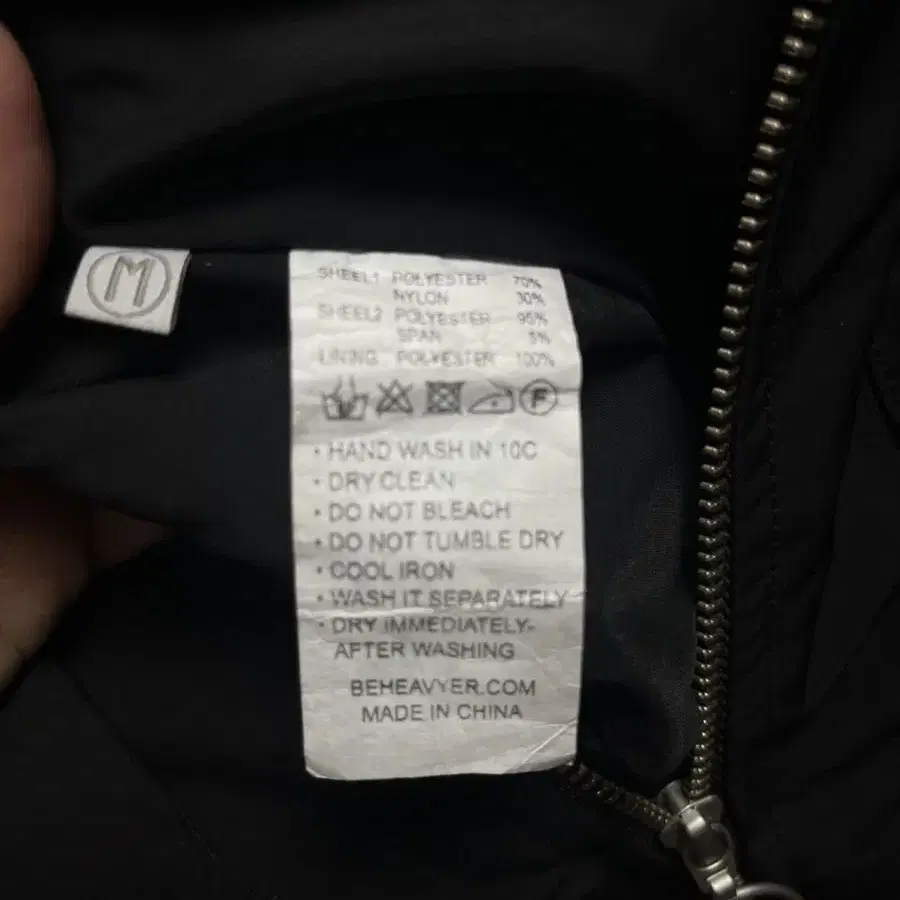 M
SHEEL1 POLYESTER 70%
NYLON 30%
SHEEL2 POLYESTER 95%
SPAN 5%
LINING POLYESTER 100%
F
• HAND WASH IN 10C
• DRY CLEAN
• DO NOT BLEACH
• DO NOT TUMBLE DRY
• COOL IRON
• WASH IT SEPARATELY
• DRY IMMEDIATELY-
AFTER WASHING
BEHEAVYER.COM
MADE IN CHINA